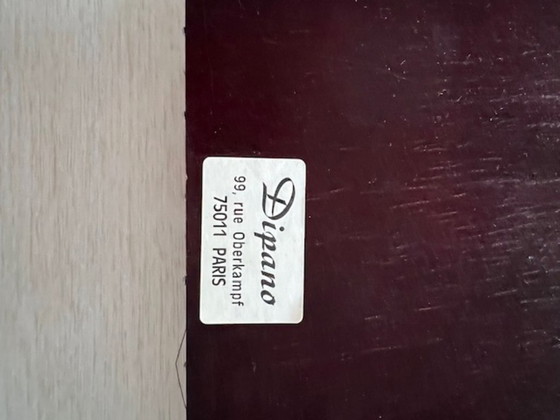 Dipano
99, rue Oberkampf
75011 PARIS